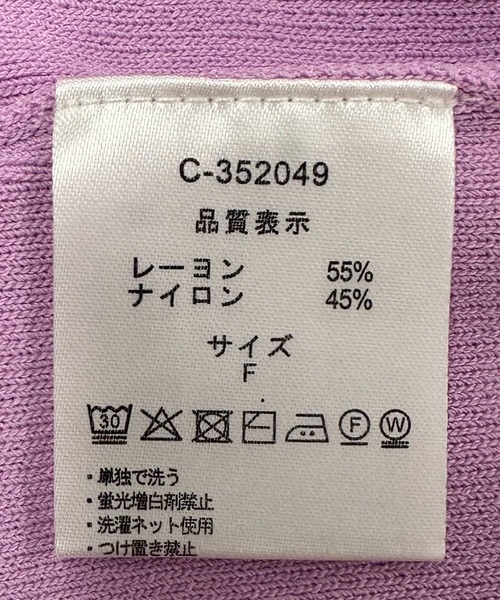 C-352049
品質表示
レーヨン 55%
ナイロン 45%
サイズ
F
30 F W
・単独で洗う
・蛍光増白剤禁止
・洗濯ネット使用
・つけ置き禁止